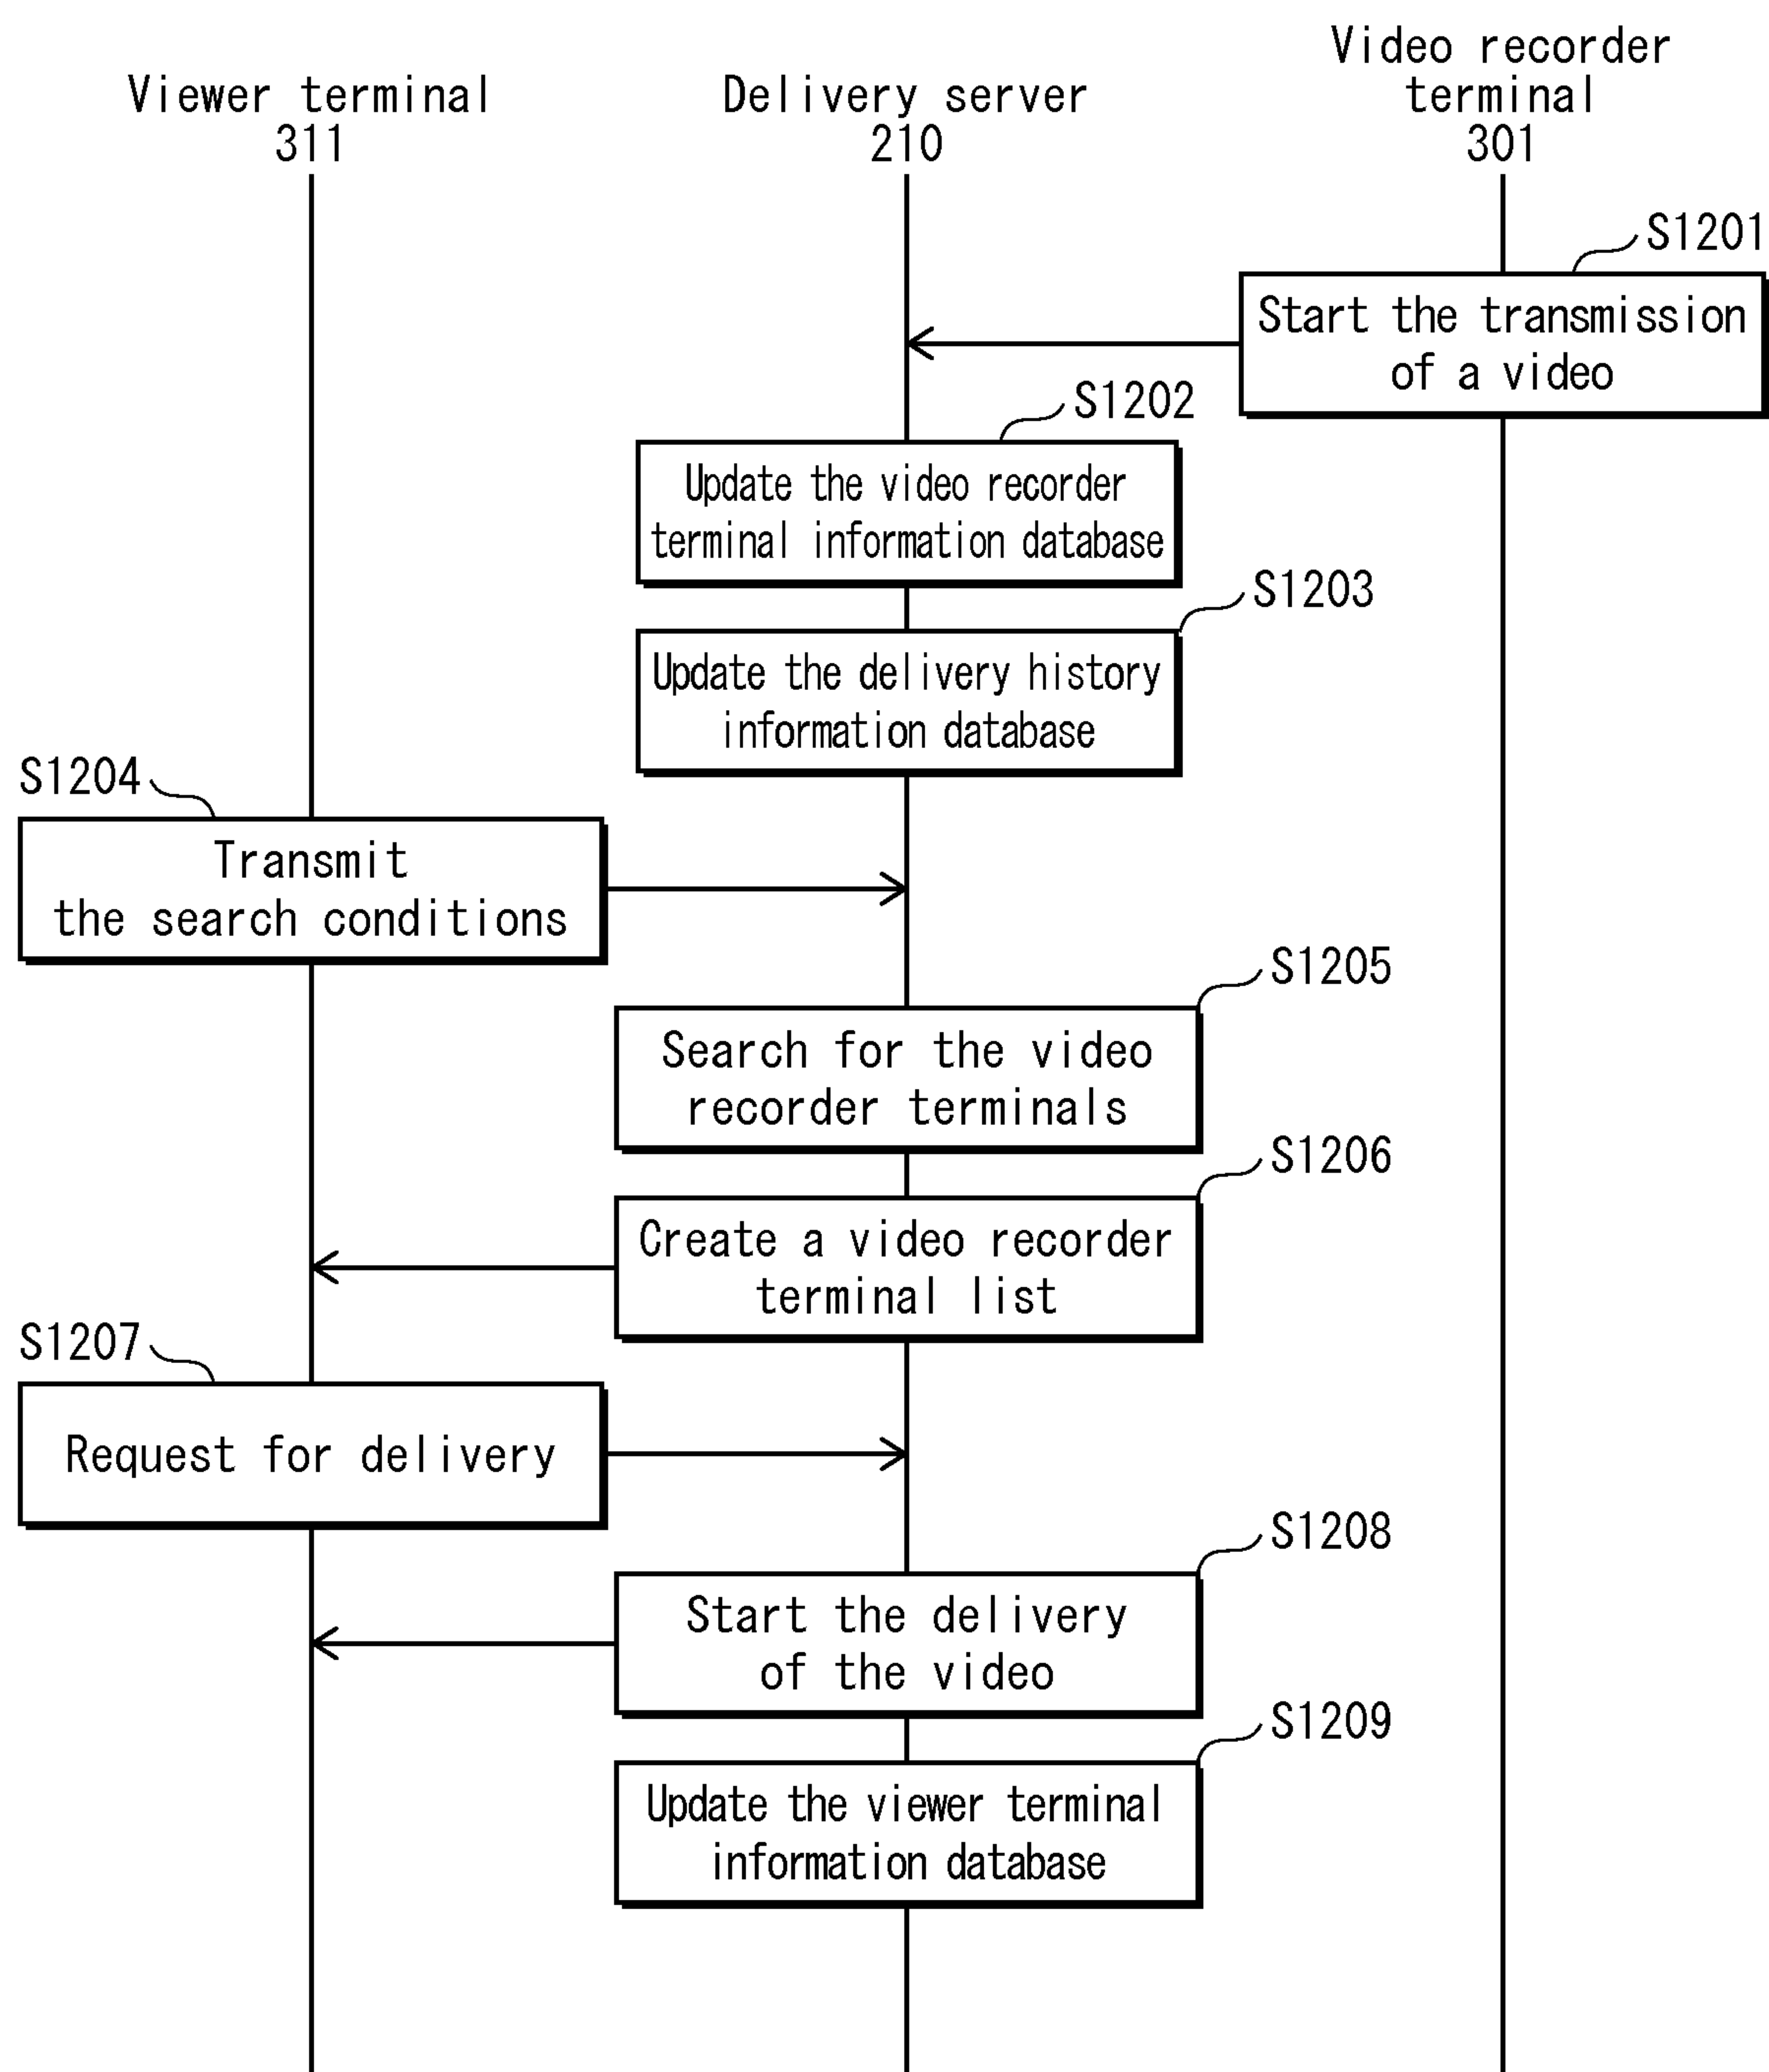 Viewer terminal
311
Delivery server
210
Video recorder
terminal
301
S1201
Start the transmission
of a video
S1202
Update the video recorder
terminal information database
S1203
Update the delivery history
information database
S1204
Transmit
the search conditions
S1205
Search for the video
recorder terminals
S1206
Create a video recorder
terminal list
S1207
Request for delivery
S1208
Start the delivery
of the video
S1209
Update the viewer terminal
information database